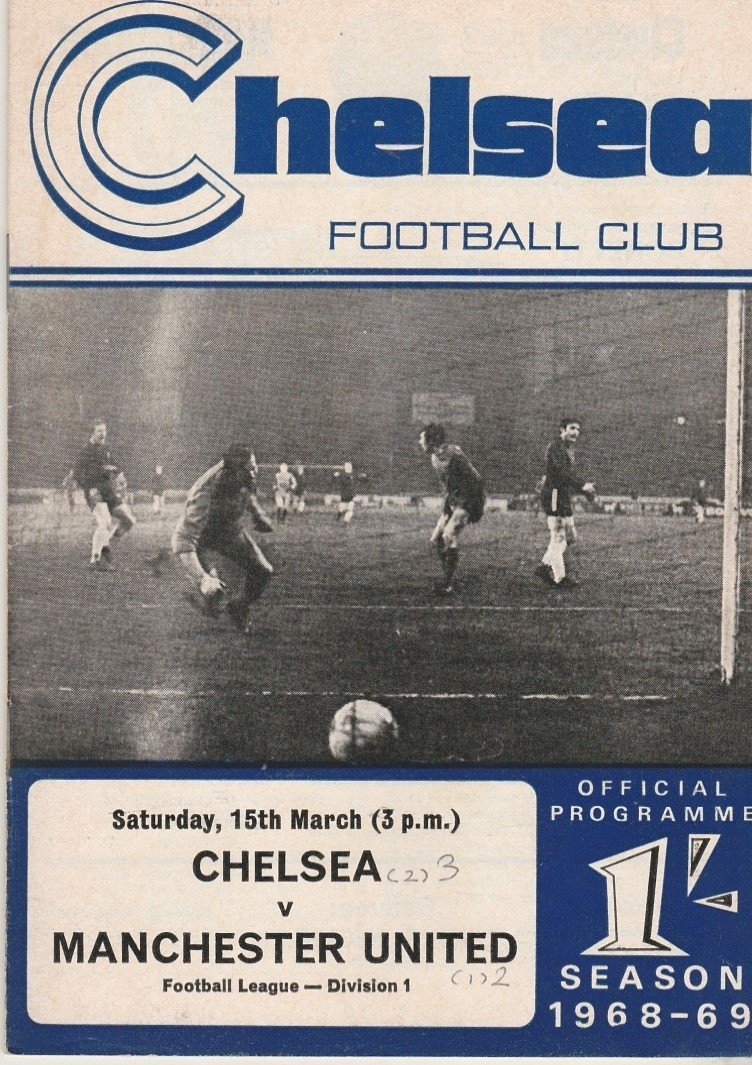 Chelsea
FOOTBALL CLUB
Saturday, 15th March (3 p.m.)
CHELSEA (2) 3
v
MANCHESTER UNITED
Football League — Division 1 (1) 2
OFFICIAL
PROGRAMME
1/-
SEASON
1968-69